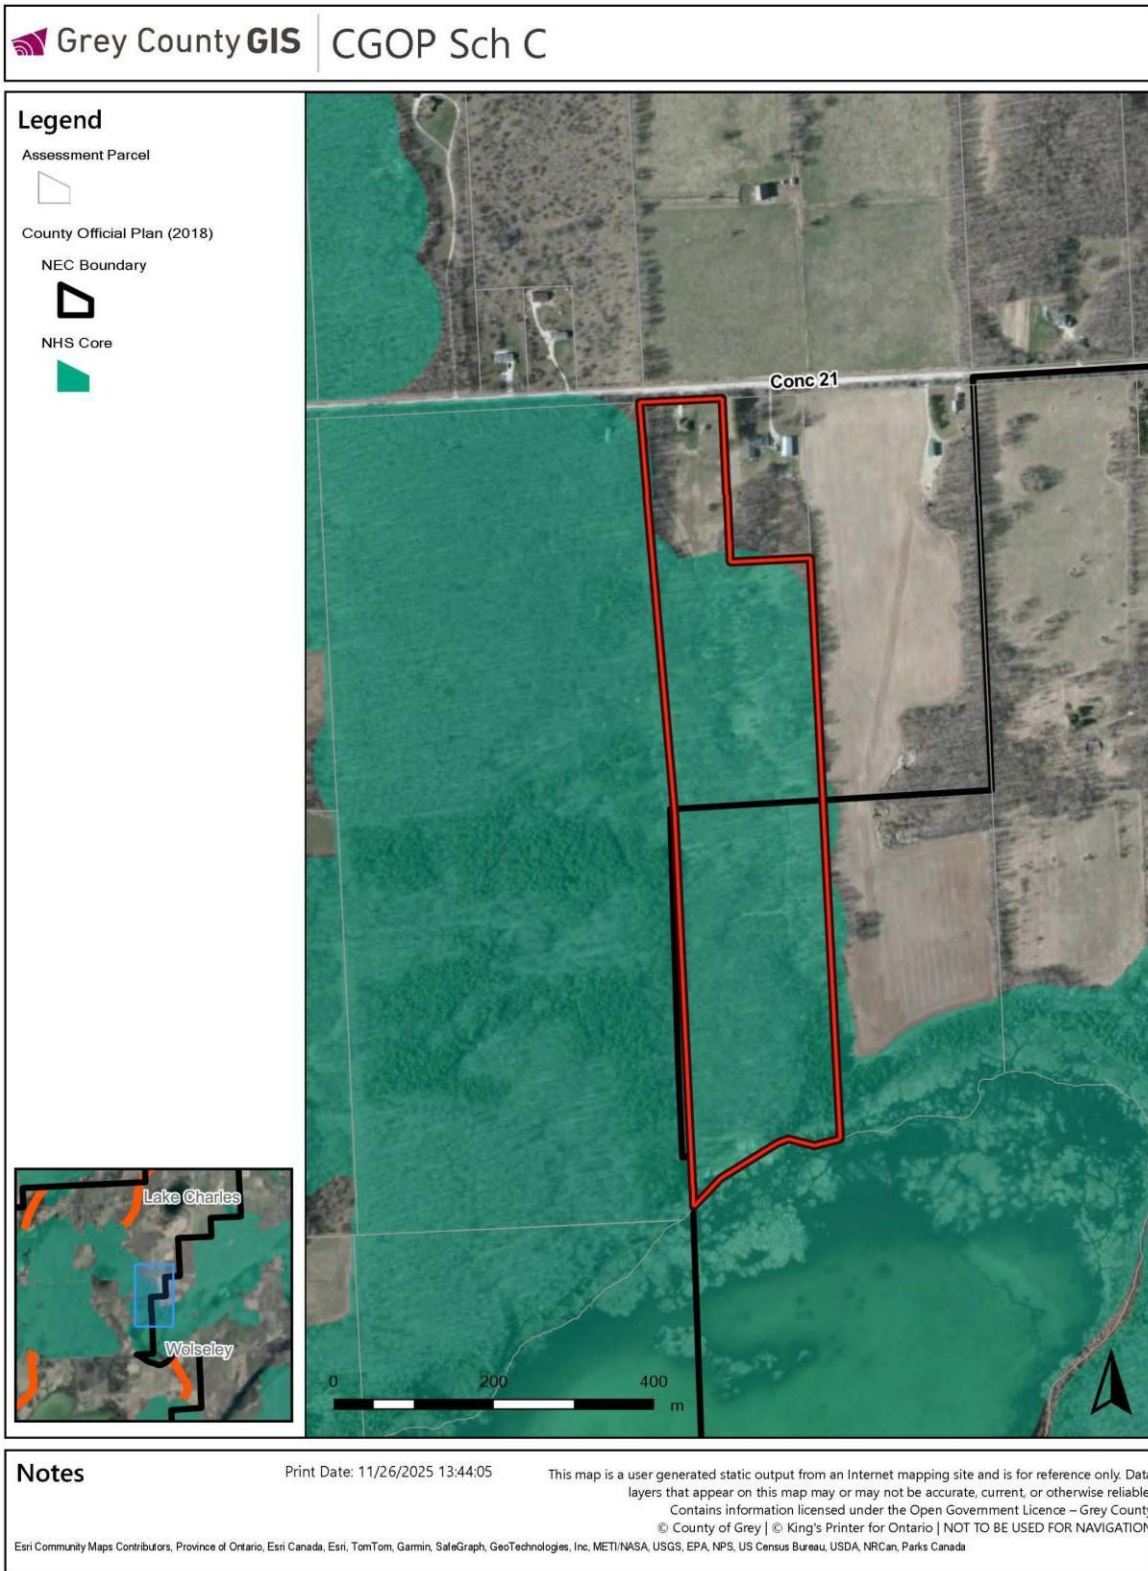 Grey County GIS
CGOP Sch C
Legend
Assessment Parcel
County Official Plan (2018)
NEC Boundary
NHS Core
Conc 21
Lake Charles
Wolseley
0 200 400
m
Notes
Print Date: 11/26/2025 13:44:05
This map is a user generated static output from an Internet mapping site and is for reference only. Data
layers that appear on this map may or may not be accurate, current, or otherwise reliable
Contains information licensed under the Open Government Licence – Grey County
© County of Grey | © King's Printer for Ontario | NOT TO BE USED FOR NAVIGATION
Esri Community Maps Contributors, Province of Ontario, Esri Canada, Esri, TomTom, Garmin, SafeGraph, GeoTechnologies, Inc, METI/NASA, USGS, EPA, NPS, US Census Bureau, USDA, NRCan, Parks Canada